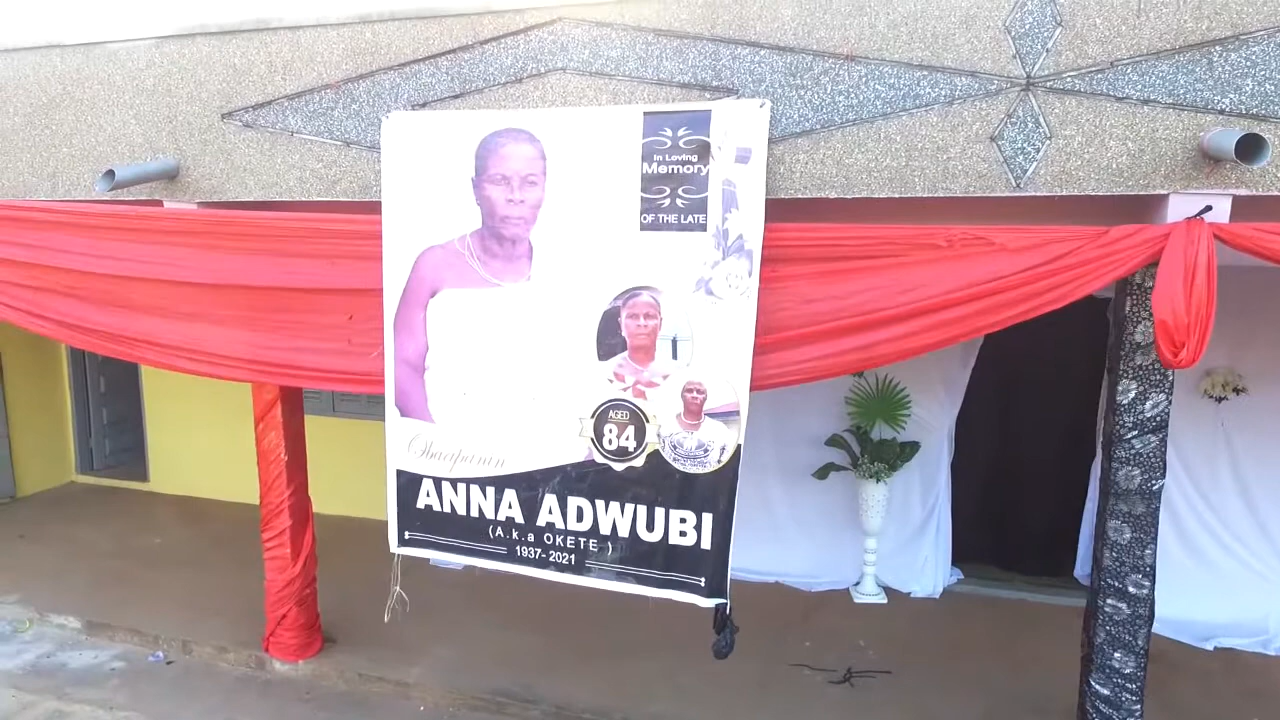 In Loving
Memory
OF THE LATE
AGED
84
Obaapanin
ANNA ADWUBI
(A.k.a OKETE )
1937- 2021